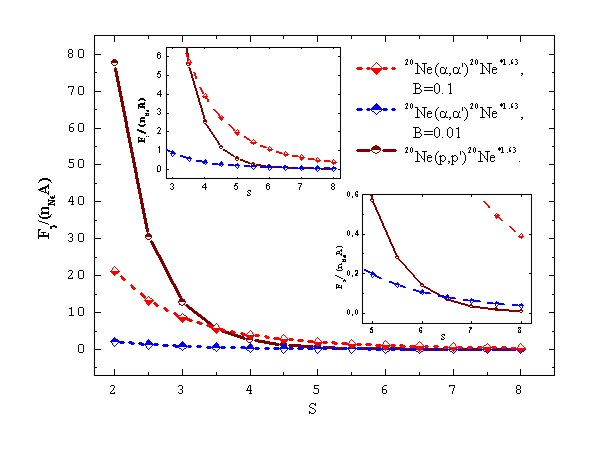 80
70
60
50
40
30
20
10
0
F_γ/(n_Ne A)
2 3 4 5 6 7 8
S
²⁰Ne(α,α')²⁰Ne*¹·⁶³,
B=0.1
²⁰Ne(α,α')²⁰Ne*¹·⁶³,
B=0.01
²⁰Ne(p,p')²⁰Ne*¹·⁶³.
6
5
4
3
2
1
0
3 4 5 6 7 8
S
0,6
0,4
0,2
0,0
5 6 7 8
S